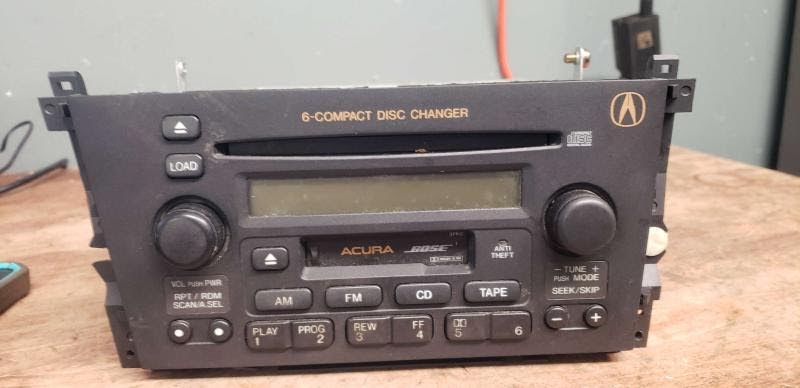 6-COMPACT DISC CHANGER
LOAD
ACURA BOSE
ANTI
THEFT
VOL PUSH PWR
RPT / RDM
SCAN/A.SEL
- TUNE +
PUSH MODE
SEEK/SKIP
AM
FM
CD
TAPE
PLAY
1
PROG
2
REW
3
FF
4
5
6
- +